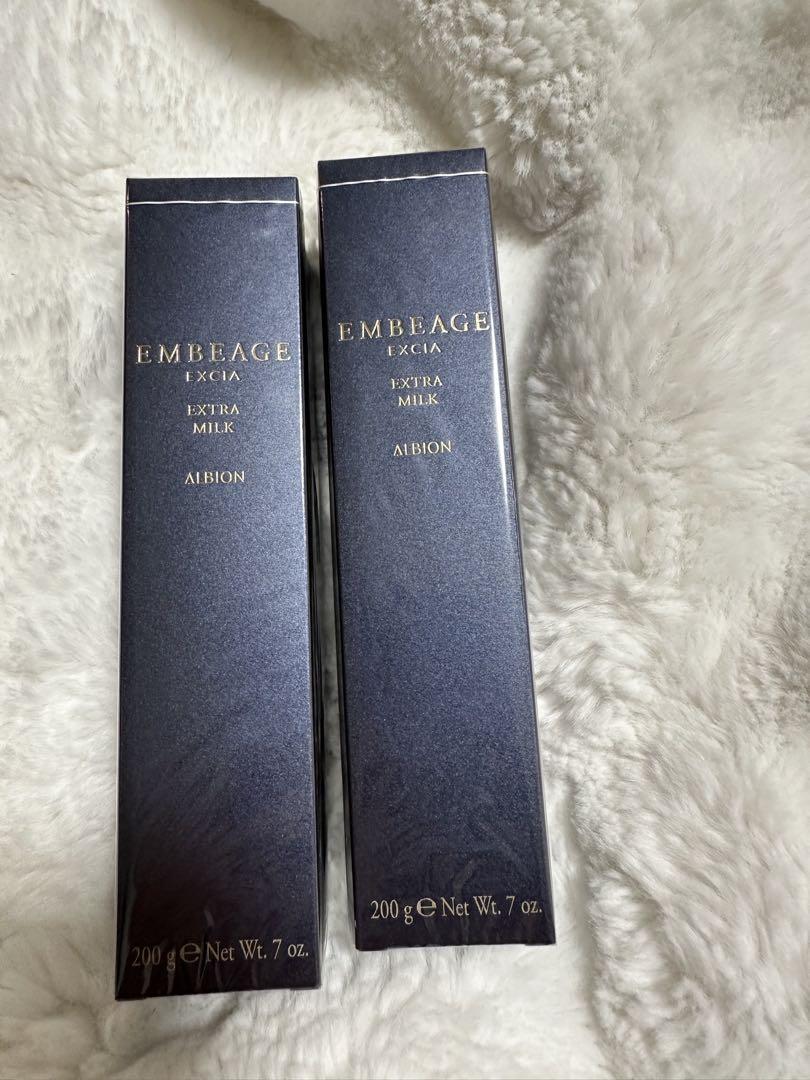 EMBEAGE
EXCIA
EXTRA
MILK
ALBION
200 g ℮ Net Wt. 7 oz.
EMBEAGE
EXCIA
EXTRA
MILK
ALBION
200 g ℮ Net Wt. 7 oz.